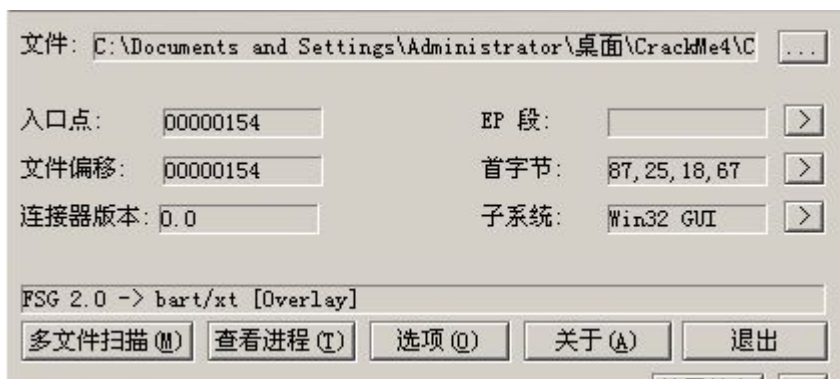 文件: C:\Documents and Settings\Administrator\桌面\CrackMe4\C ...
入口点: 00000154 EP 段: >
文件偏移: 00000154 首字节: 87,25,18,67 >
连接器版本: 0.0 子系统: Win32 GUI >
FSG 2.0 -> bart/xt [Overlay]
多文件扫描(M) 查看进程(T) 选项(O) 关于(A) 退出